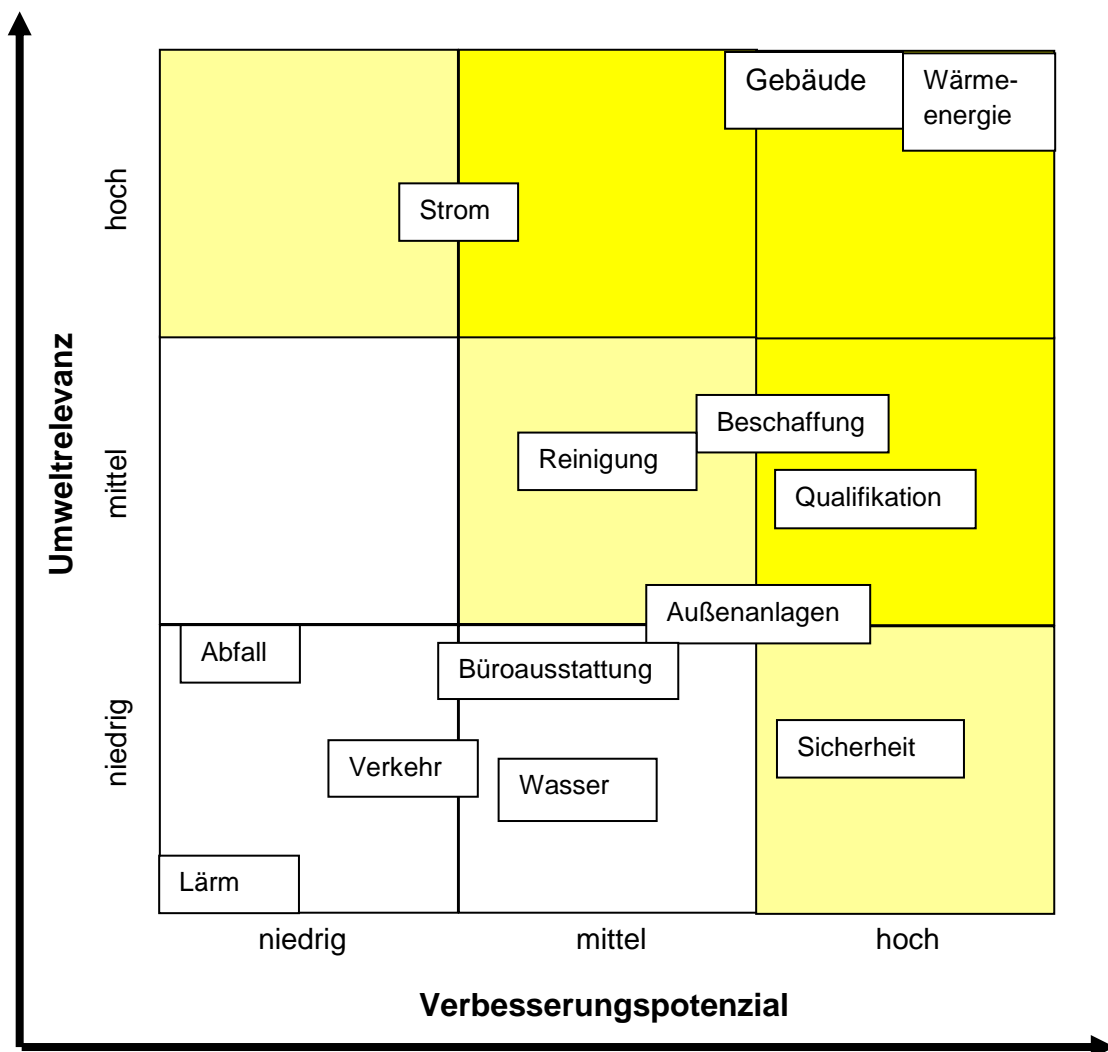 Gebäude
Wärme-
energie
hoch
Strom
Umweltrelevanz
mittel
Beschaffung
Reinigung
Qualifikation
Außenanlagen
Abfall
Büroausstattung
niedrig
Sicherheit
Verkehr
Wasser
Lärm
niedrig
mittel
hoch
Verbesserungspotenzial